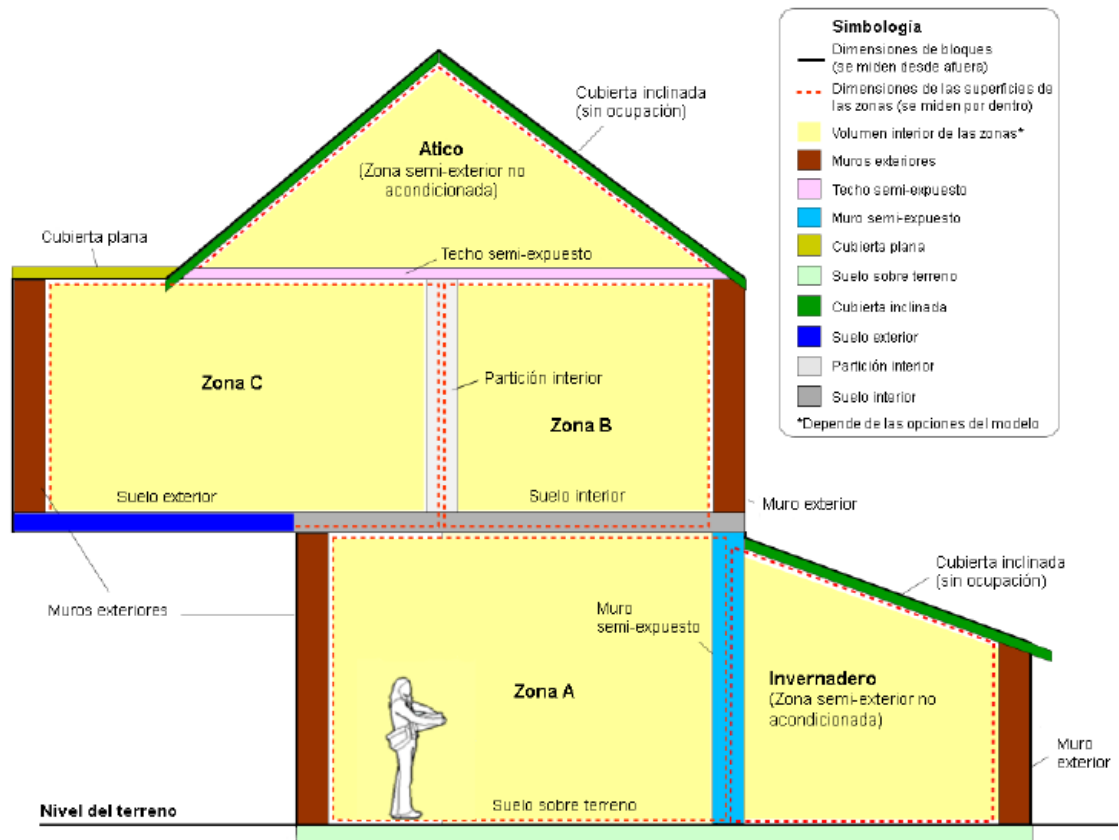 Simbología
Dimensiones de bloques
(se miden desde afuera)
Dimensiones de las superficies de
las zonas (se miden por dentro)
Volumen interior de las zonas*
Muros exteriores
Techo semi-expuesto
Muro semi-expuesto
Cubierta plana
Suelo sobre terreno
Cubierta inclinada
Suelo exterior
Partición interior
Suelo interior
*Depende de las opciones del modelo
Cubierta inclinada
(sin ocupación)
Atico
(Zona semi-exterior no
acondicionada)
Cubierta plana
Techo semi-expuesto
Zona C
Partición interior
Zona B
Suelo exterior
Suelo interior
Muro exterior
Cubierta inclinada
(sin ocupación)
Muros exteriores
Muro
semi-expuesto
Zona A
Invernadero
(Zona semi-exterior no
acondicionada)
Muro
exterior
Nivel del terreno
Suelo sobre terreno